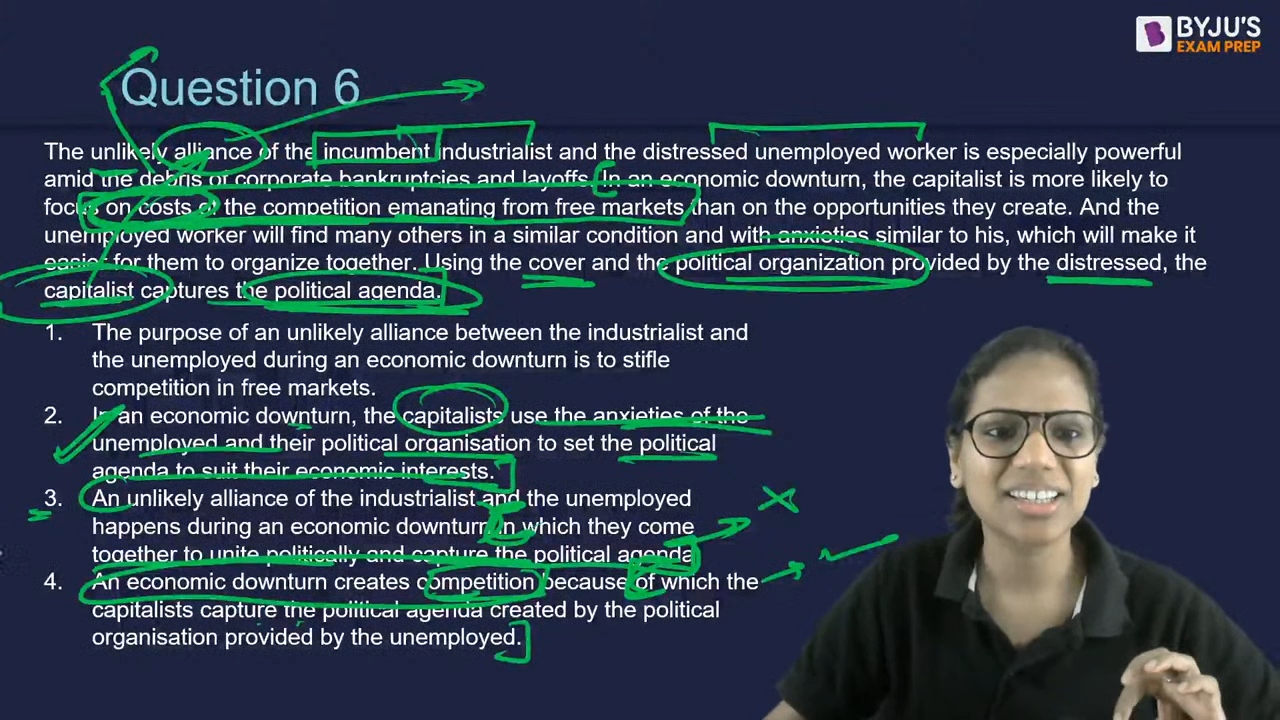 BYJU'S
EXAM PREP
Question 6
The unlikely alliance of the incumbent industrialist and the distressed unemployed worker is especially powerful
amid the debris of corporate bankruptcies and layoffs. In an economic downturn, the capitalist is more likely to
focus on costs of the competition emanating from free markets than on the opportunities they create. And the
unemployed worker will find many others in a similar condition and with anxieties similar to his, which will make it
easier for them to organize together. Using the cover and the political organization provided by the distressed, the
capitalist captures the political agenda.
1. The purpose of an unlikely alliance between the industrialist and
the unemployed during an economic downturn is to stifle
competition in free markets.
2. In an economic downturn, the capitalists use the anxieties of the
unemployed and their political organisation to set the political
agenda to suit their economic interests.
3. An unlikely alliance of the industrialist and the unemployed
happens during an economic downturn in which they come
together to unite politically and capture the political agenda.
4. An economic downturn creates competition because of which the
capitalists capture the political agenda created by the political
organisation provided by the unemployed.